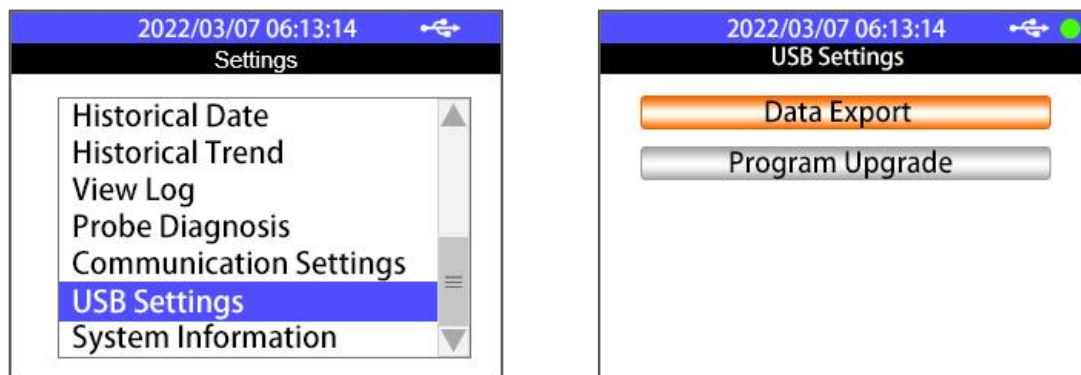 2022/03/07 06:13:14
Settings
Historical Date
Historical Trend
View Log
Probe Diagnosis
Communication Settings
USB Settings
System Information
2022/03/07 06:13:14
USB Settings
Data Export
Program Upgrade